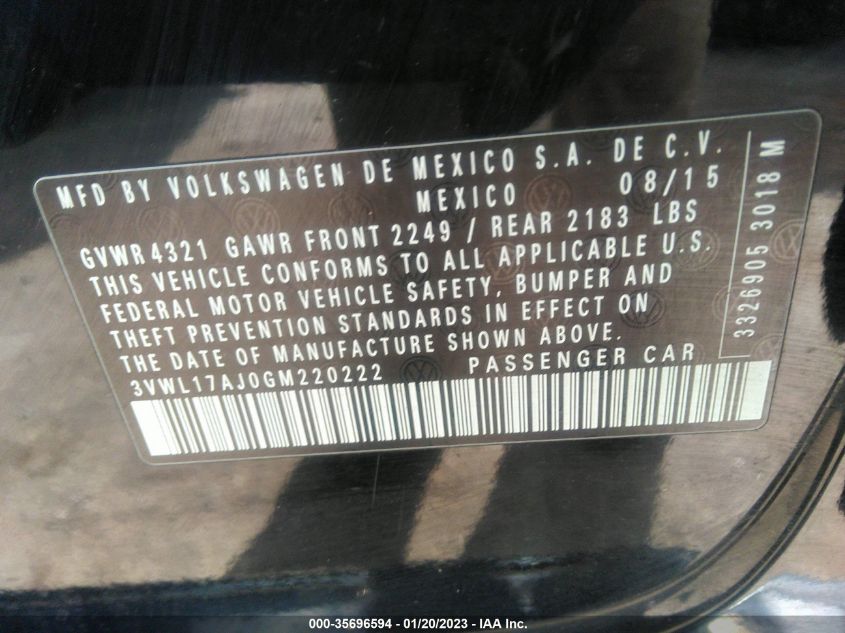 MFD BY VOLKSWAGEN DE MEXICO S.A. DE C.V.
MEXICO 08/15
GVWR 4321 GAWR FRONT 2249 / REAR 2183 LBS
THIS VEHICLE CONFORMS TO ALL APPLICABLE U.S.
FEDERAL MOTOR VEHICLE SAFETY, BUMPER AND
THEFT PREVENTION STANDARDS IN EFFECT ON
THE DATE OF MANUFACTURE SHOWN ABOVE.
3VWL17AJ0GM220222 PASSENGER CAR
3326905 3018 M
000-35696594 - 01/20/2023 - IAA Inc.